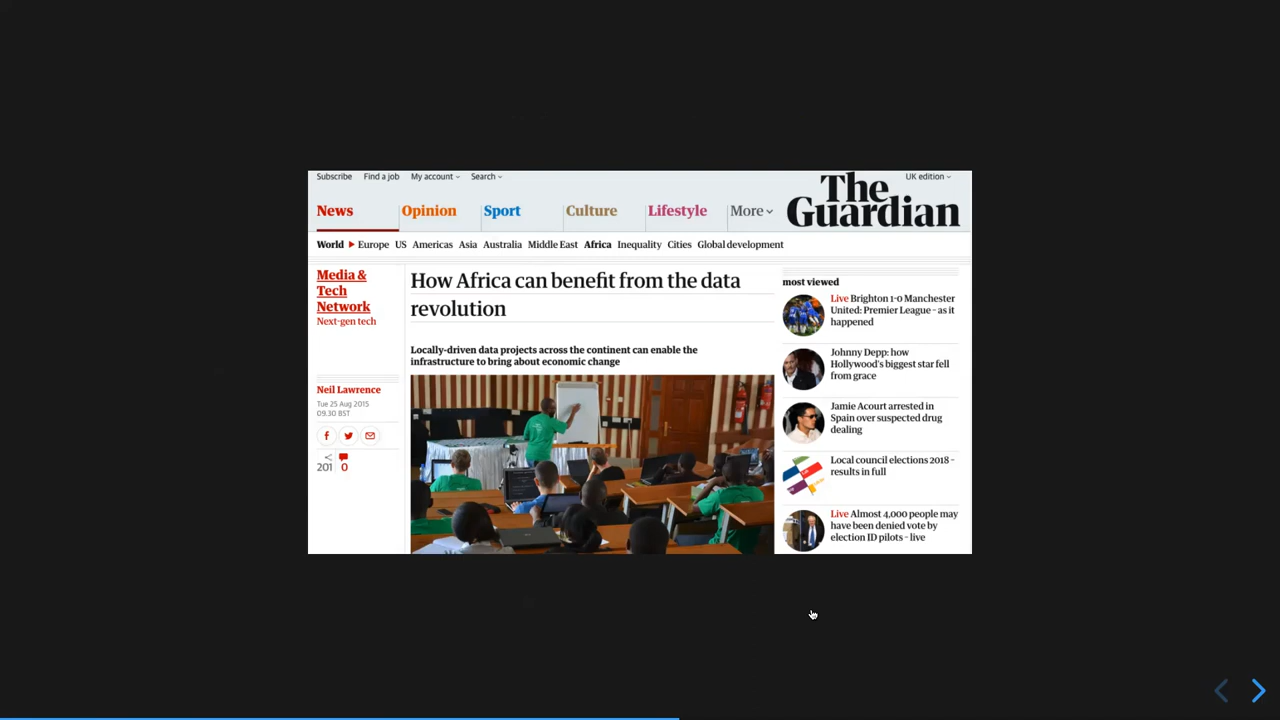 Subscribe Find a job My account Search UK edition
The Guardian
News Opinion Sport Culture Lifestyle More
World Europe US Americas Asia Australia Middle East Africa Inequality Cities Global development
Media &
Tech
Network
Next-gen tech
Neil Lawrence
Tue 25 Aug 2015
09.30 BST
201 0
How Africa can benefit from the data
revolution
Locally-driven data projects across the continent can enable the
infrastructure to bring about economic change
most viewed
Live Brighton 1-0 Manchester
United: Premier League – as it
happened
Johnny Depp: how
Hollywood's biggest star fell
from grace
Jamie Acourt arrested in
Spain over suspected drug
dealing
Local council elections 2018 –
results in full
Live Almost 4,000 people may
have been denied vote by
election ID pilots – live